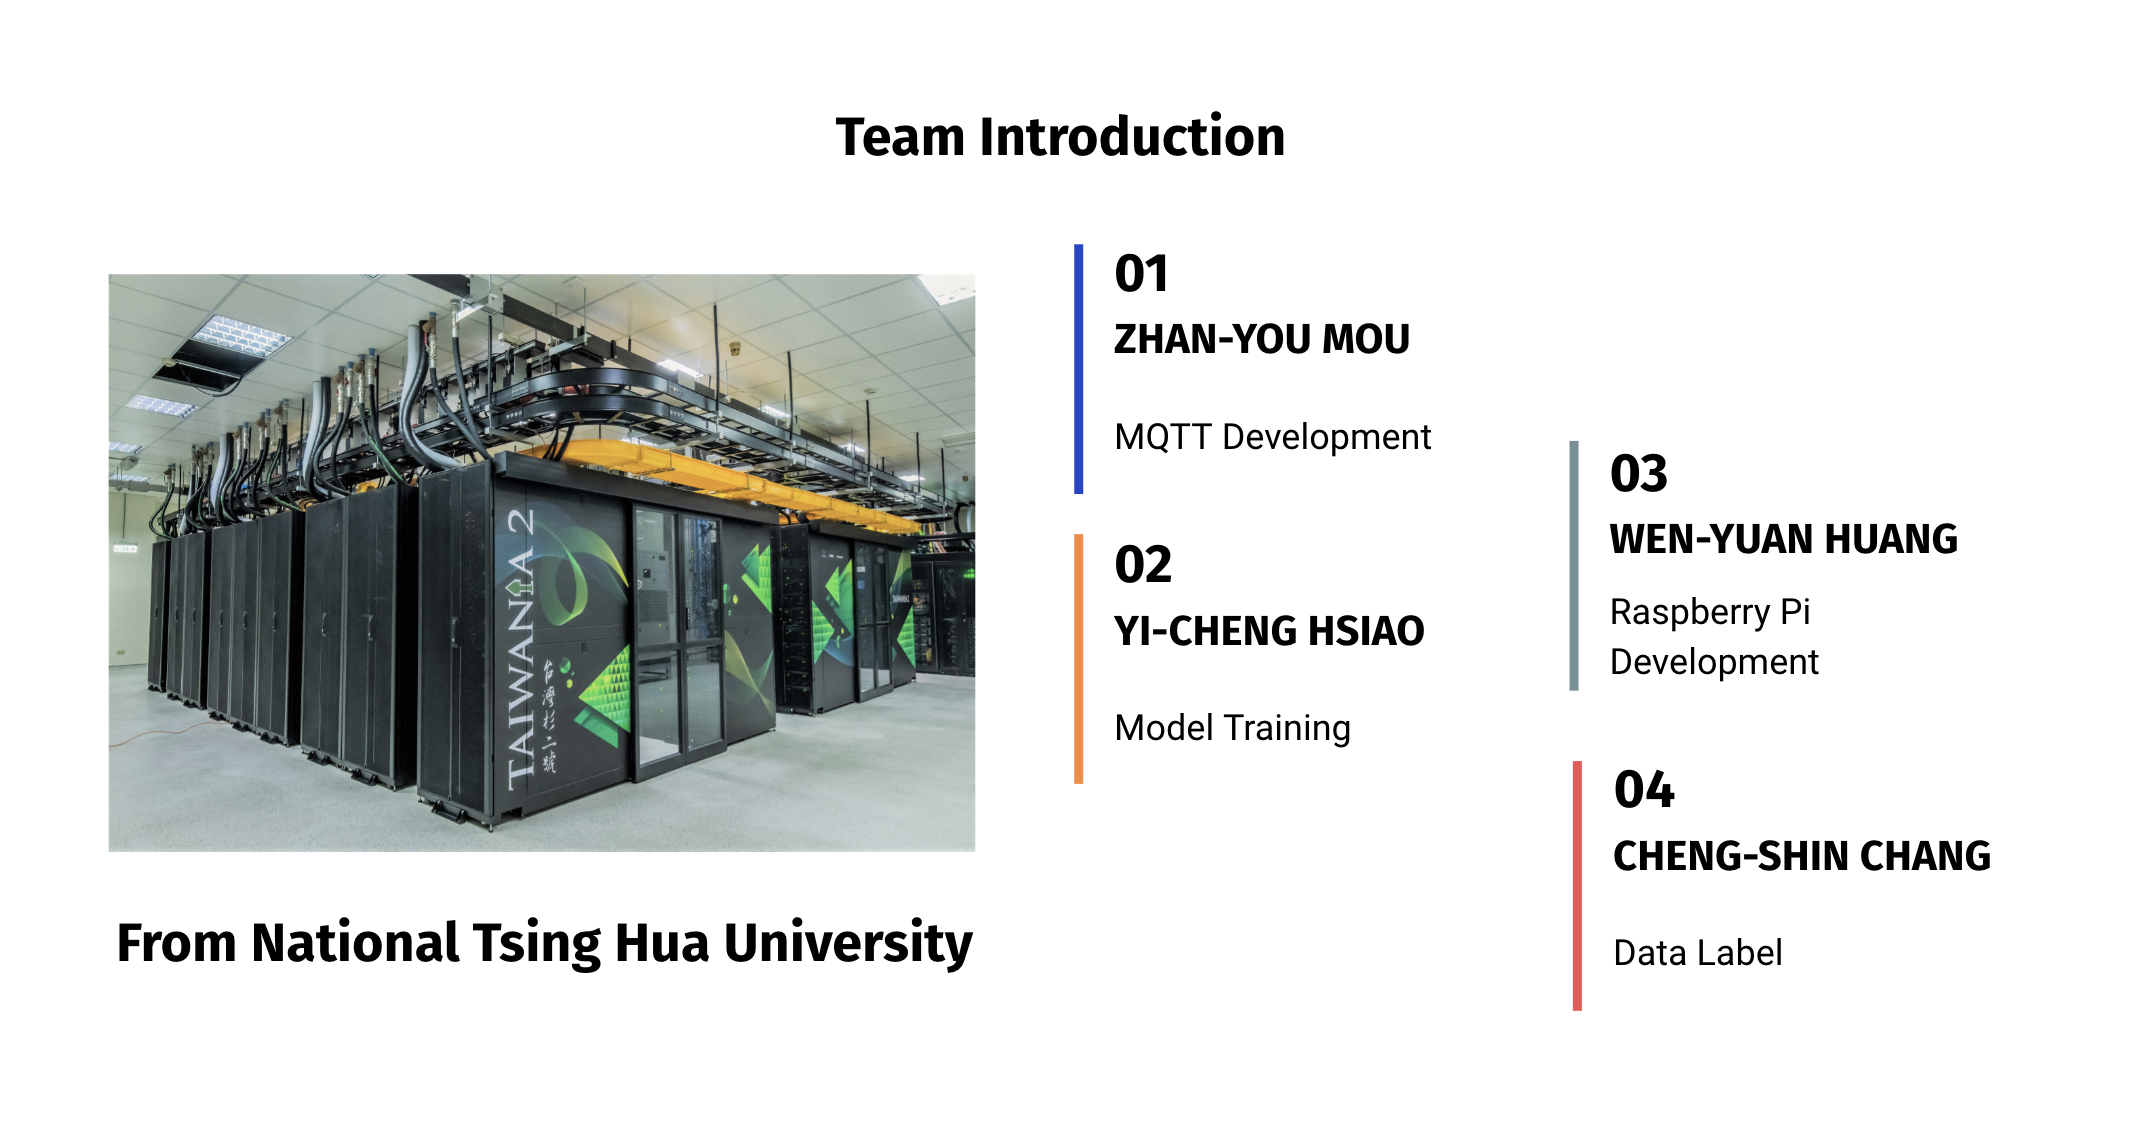 Team Introduction
TAIWANIA 2
台灣杉二號
From National Tsing Hua University
01
ZHAN-YOU MOU
MQTT Development
02
YI-CHENG HSIAO
Model Training
03
WEN-YUAN HUANG
Raspberry Pi
Development
04
CHENG-SHIN CHANG
Data Label